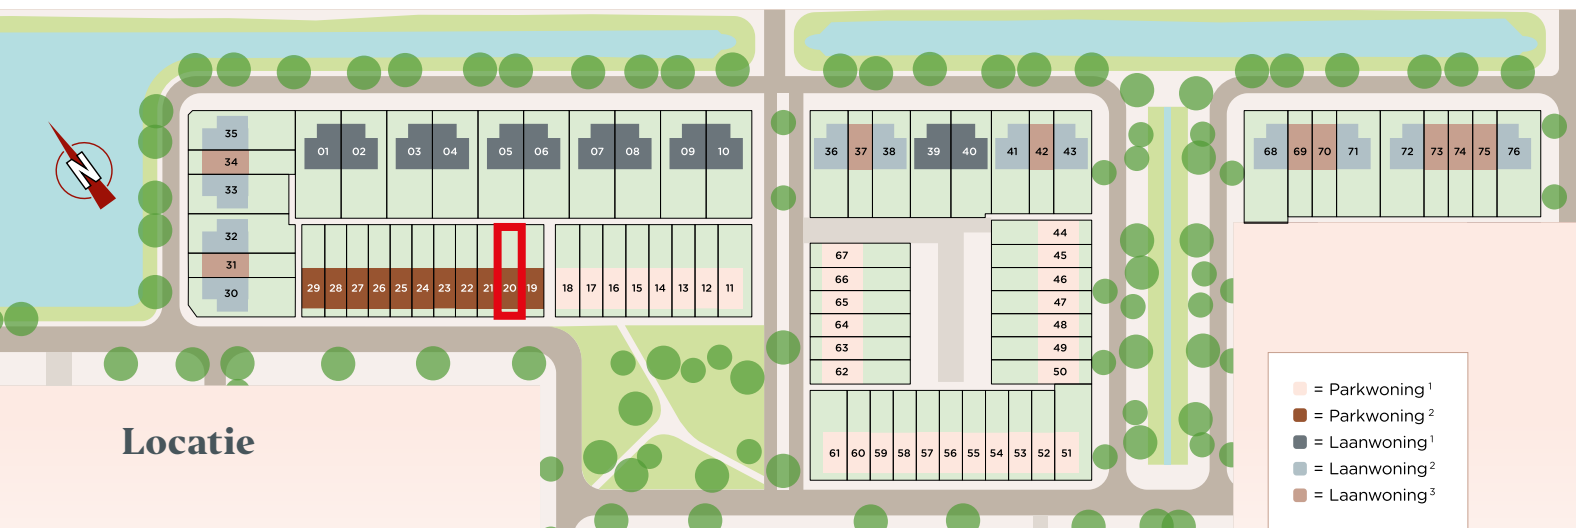 N
35
34
33
32
31
30
01 02 03 04 05 06 07 08 09 10
29 28 27 26 25 24 23 22 21 20 19 18 17 16 15 14 13 12 11
36 37 38 39 40 41 42 43
44
45
46
47
48
49
50
67
66
65
64
63
62
61 60 59 58 57 56 55 54 53 52 51
68 69 70 71 72 73 74 75 76
Locatie
= Parkwoning 1
= Parkwoning 2
= Laanwoning 1
= Laanwoning 2
= Laanwoning 3